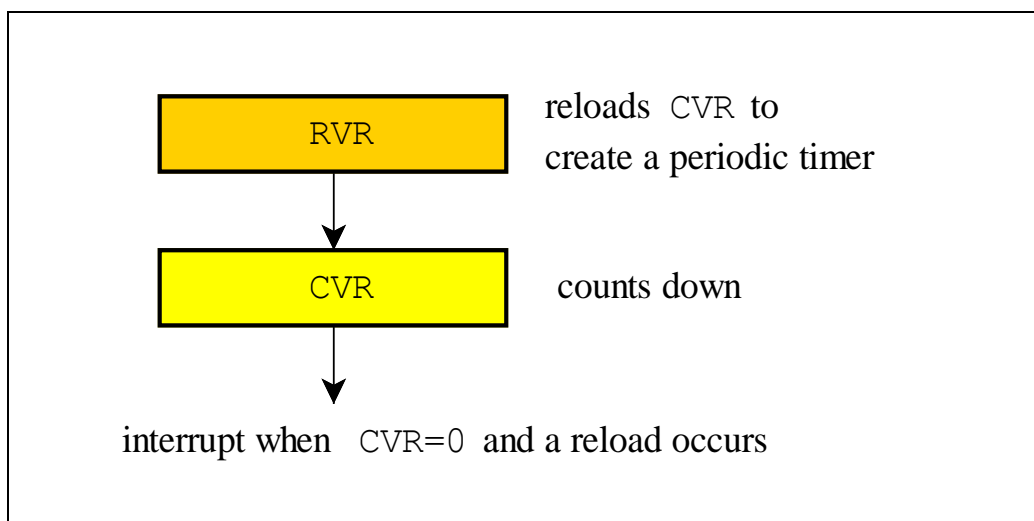 RVR
reloads CVR to
create a periodic timer
CVR
counts down
interrupt when CVR=0 and a reload occurs